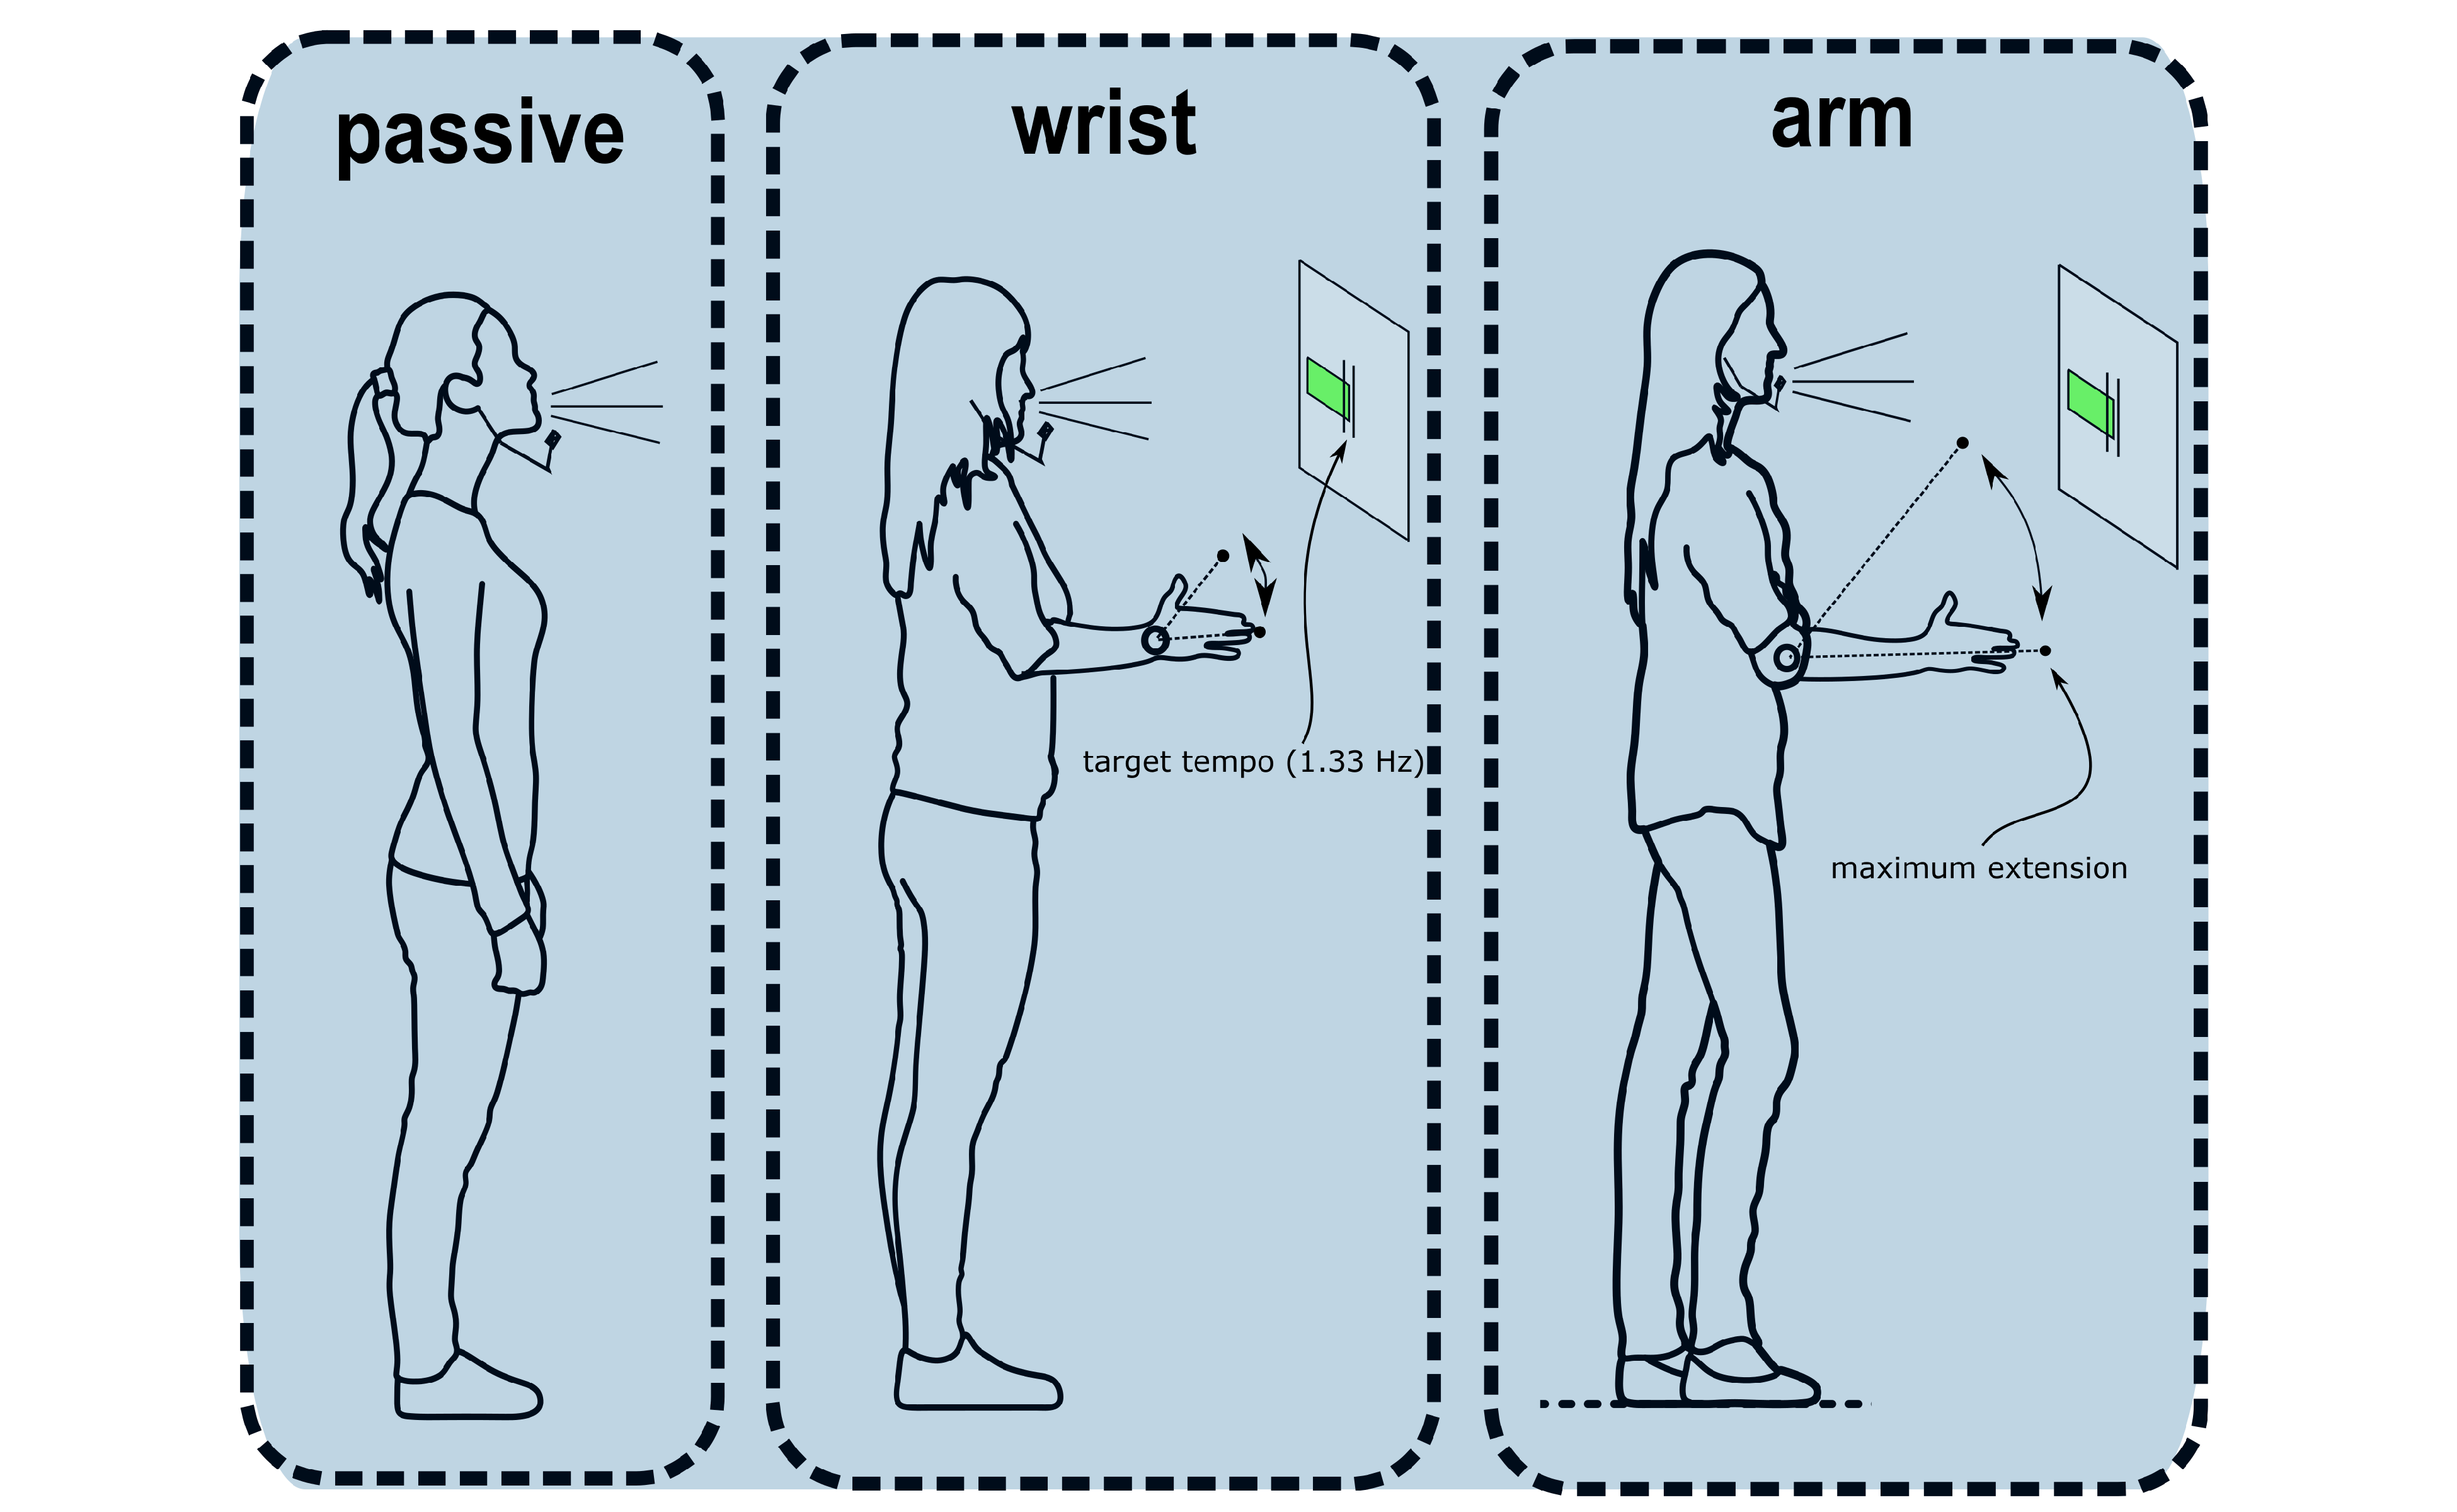 passive
wrist
arm
target tempo (1.33 Hz)
maximum extension